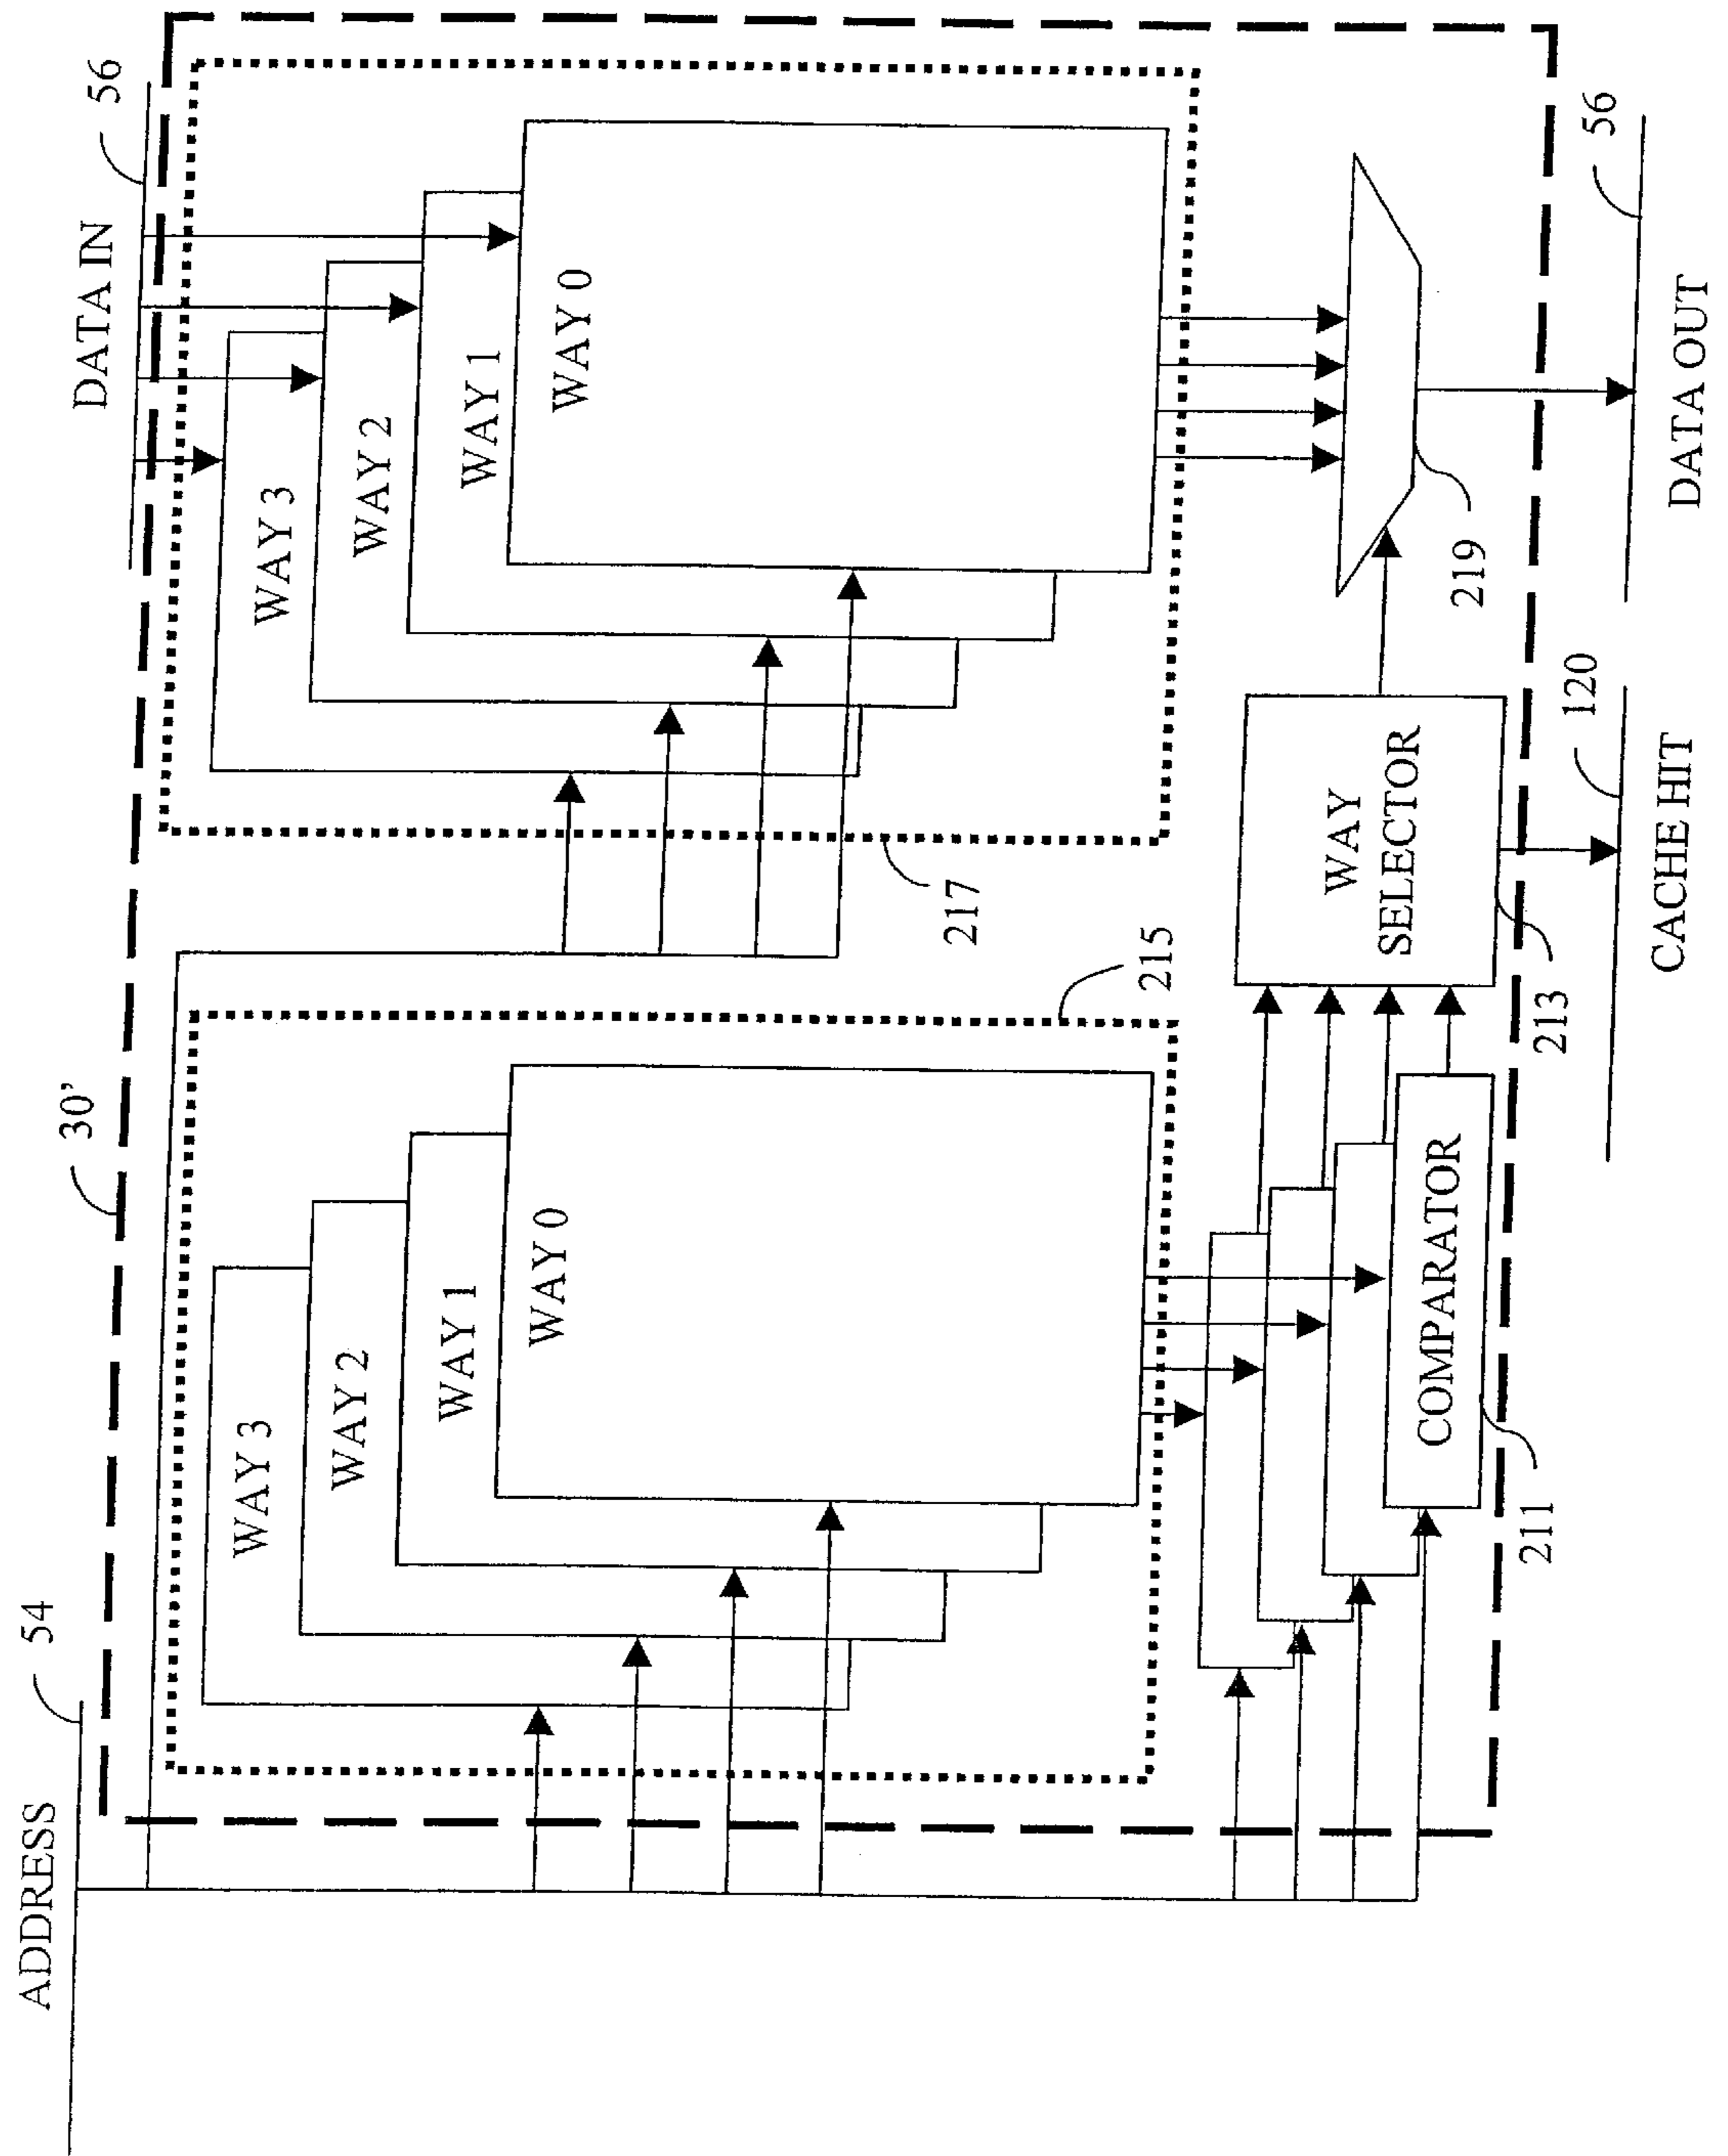 ADDRESS
54
30'
DATA IN
56
WAY 3
WAY 2
WAY 1
WAY 0
215
WAY 3
WAY 2
WAY 1
WAY 0
217
COMPARATOR
211
WAY
SELECTOR
213
219
CACHE HIT
120
DATA OUT
56